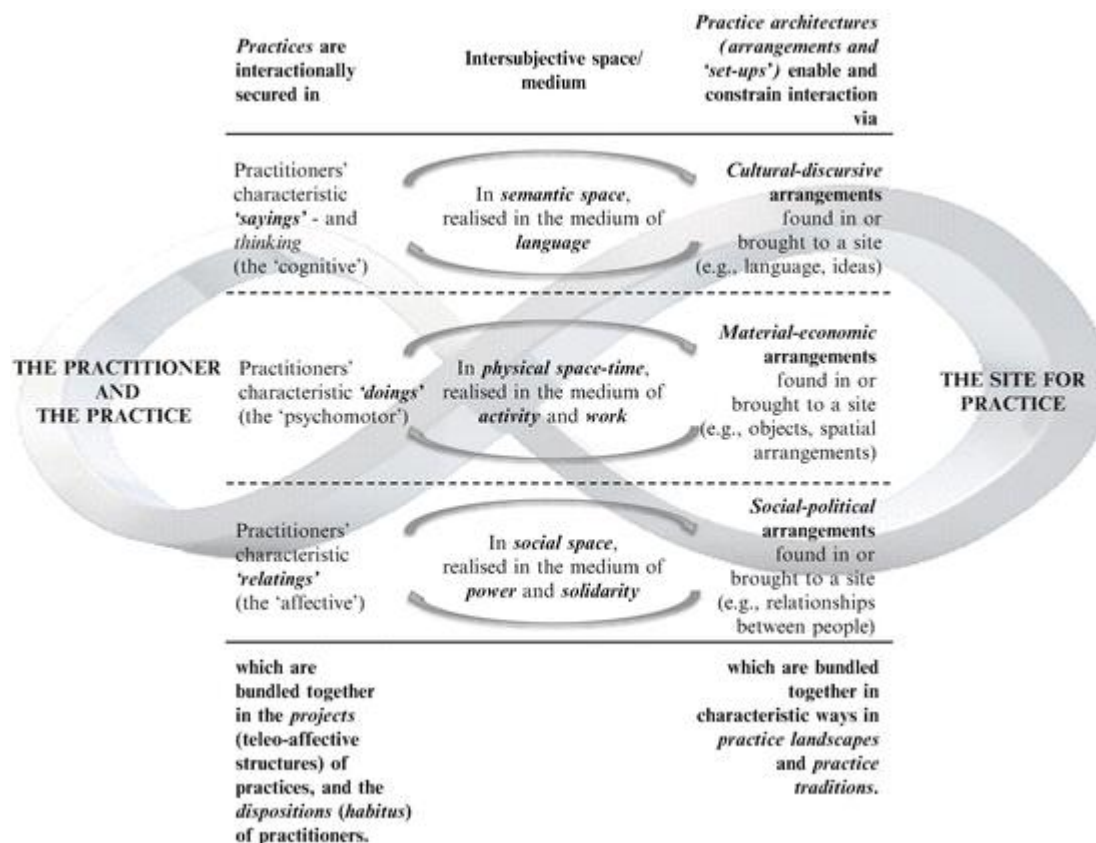 Practices are
interactionally
secured in
Intersubjective space/
medium
Practice architectures
(arrangements and
‘set-ups’) enable and
constrain interaction
via
Practitioners’
characteristic
‘sayings’ - and
thinking
(the ‘cognitive’)
In semantic space,
realised in the medium of
language
Cultural-discursive
arrangements
found in or
brought to a site
(e.g., language, ideas)
THE PRACTITIONER
AND
THE PRACTICE
Practitioners’
characteristic ‘doings’
(the ‘psychomotor’)
In physical space-time,
realised in the medium of
activity and work
Material-economic
arrangements
found in or
brought to a site
(e.g., objects, spatial
arrangements)
THE SITE FOR
PRACTICE
Practitioners’
characteristic
‘relatings’
(the ‘affective’)
In social space,
realised in the medium of
power and solidarity
Social-political
arrangements
found in or
brought to a site
(e.g., relationships
between people)
which are
bundled together
in the projects
(teleo-affective
structures) of
practices, and the
dispositions (habitus)
of practitioners.
which are bundled
together in
characteristic ways in
practice landscapes
and practice
traditions.